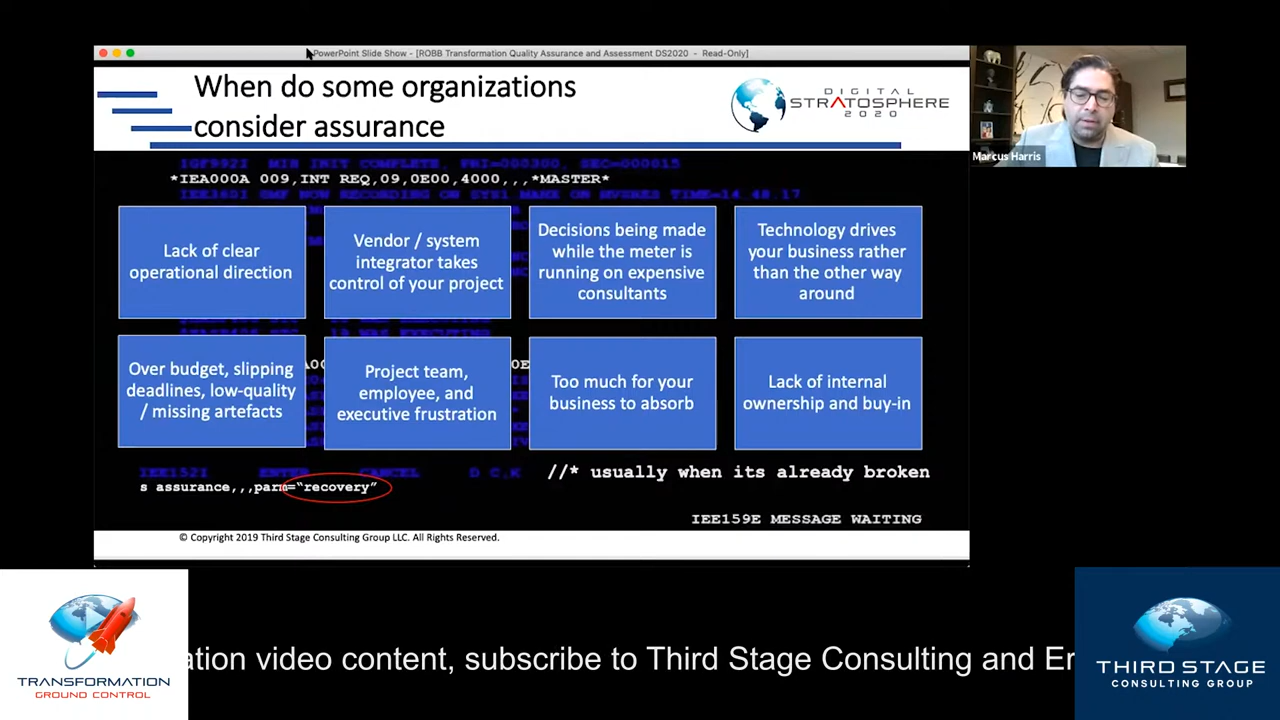 PowerPoint Slide Show - [ROBB Transformation Quality Assurance and Assessment DS2020 - Read-Only]
When do some organizations
consider assurance
DIGITAL
STRATOSPHERE
2020
Marcus Harris
*IEA000A 009,INT REQ,09,0E00,4000,,,*MASTER*
Lack of clear
operational direction
Vendor / system
integrator takes
control of your project
Decisions being made
while the meter is
running on expensive
consultants
Technology drives
your business rather
than the other way
around
Over budget, slipping
deadlines, low-quality
/ missing artefacts
Project team,
employee, and
executive frustration
Too much for your
business to absorb
Lack of internal
ownership and buy-in
IEE152I ENTER CANCEL D C,K
//* usually when its already broken
s assurance,,,parm=“recovery”
IEE159E MESSAGE WAITING
© Copyright 2019 Third Stage Consulting Group LLC. All Rights Reserved.
TRANSFORMATION
GROUND CONTROL
ation video content, subscribe to Third Stage Consulting and Er
THIRD STAGE
CONSULTING GROUP